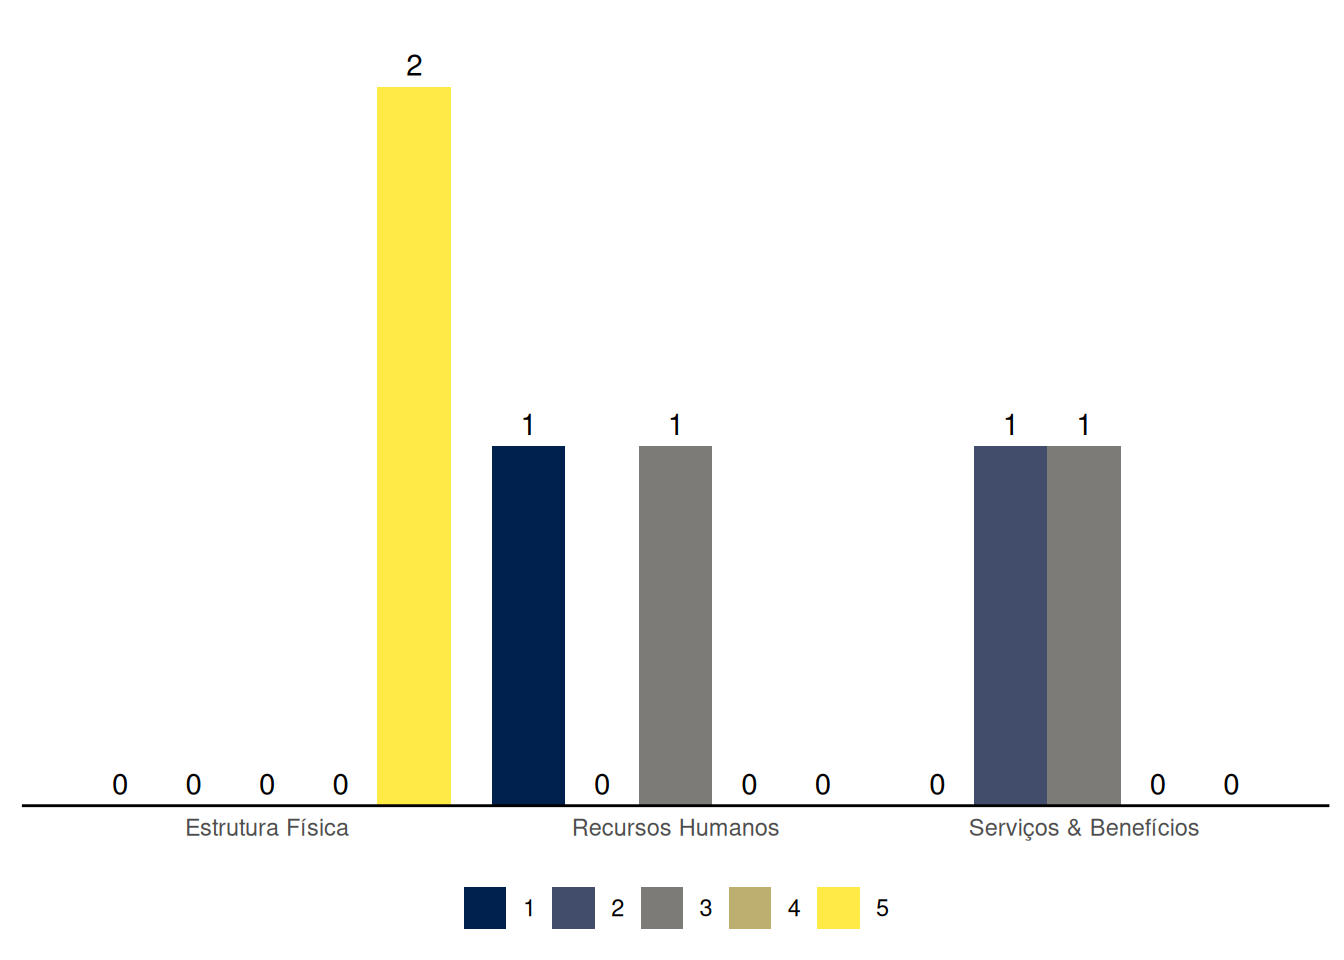 2
1 1 1 1
0 0 0 0 0 0 0 0 0 0
Estrutura Física Recursos Humanos Serviços & Benefícios
1 2 3 4 5